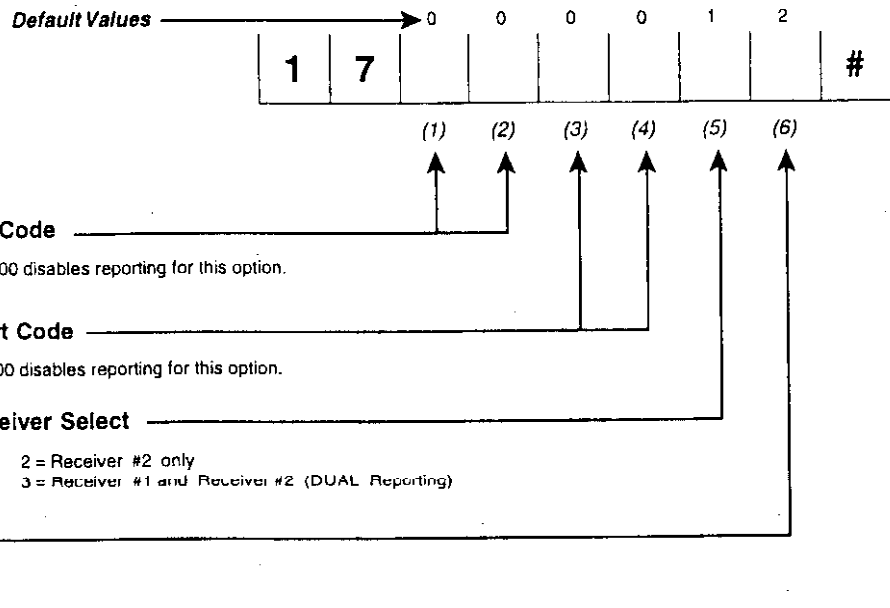 Default Values 0 0 0 0 1 2
1 7 #
(1) (2) (3) (4) (5) (6)
Code
00 disables reporting for this option.
t Code
00 disables reporting for this option.
eiver Select
2 = Receiver #2 only
3 = Receiver #1 and Receiver #2 (DUAL Reporting)